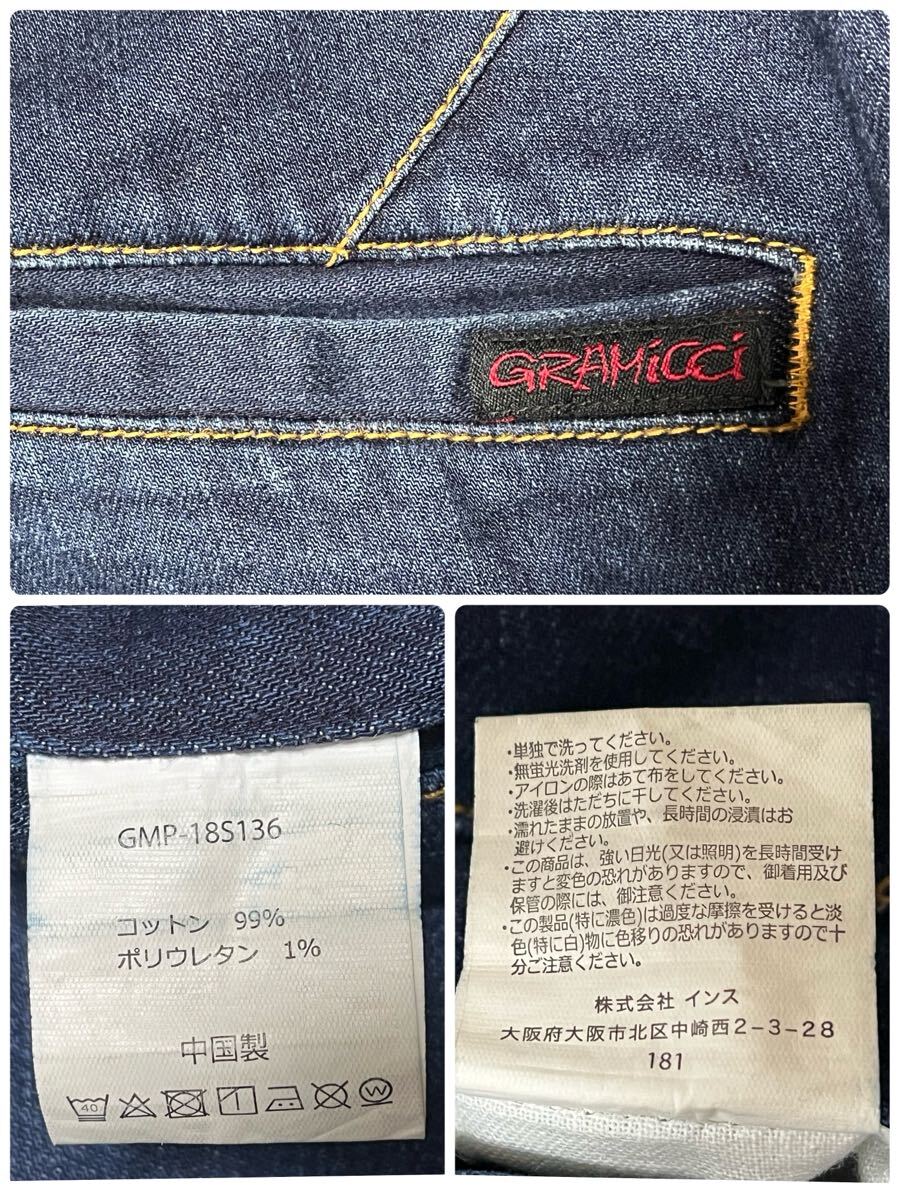 GRAMiCCi
GMP-18S136
コットン 99%
ポリウレタン 1%
中国製
40
・単独で洗ってください。
・無蛍光洗剤を使用してください。
・アイロンの際はあて布をしてください。
・洗濯後はただちに干してください。
・濡れたままの放置や、長時間の浸漬はお
避けください。
・この商品は、強い日光(又は照明)を長時間受け
ますと変色の恐れがありますので、御着用及び
保管の際には、御注意ください。
・この製品(特に濃色)は過度な摩擦を受けると淡
色(特に白)物に色移りの恐れがありますので十
分ご注意ください。
株式会社 インス
大阪府大阪市北区中崎西2-3-28
181